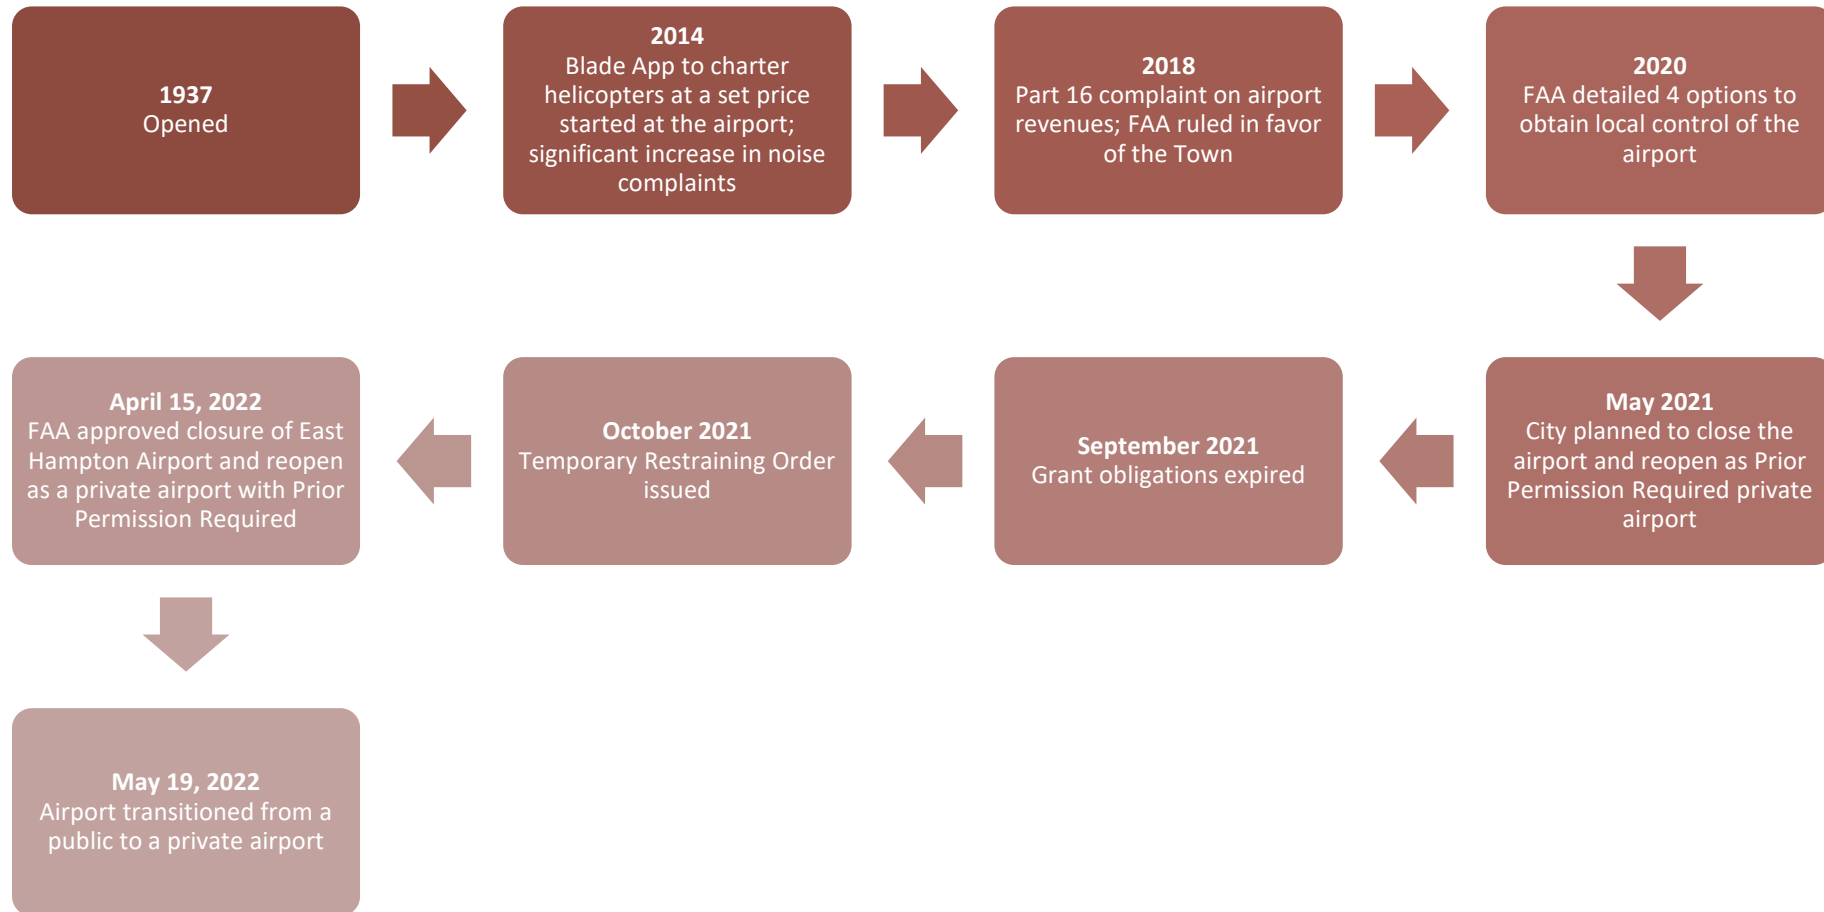 1937
Opened
2014
Blade App to charter
helicopters at a set price
started at the airport;
significant increase in noise
complaints
2018
Part 16 complaint on airport
revenues; FAA ruled in favor
of the Town
2020
FAA detailed 4 options to
obtain local control of the
airport
May 2021
City planned to close the
airport and reopen as Prior
Permission Required private
airport
September 2021
Grant obligations expired
October 2021
Temporary Restraining Order
issued
April 15, 2022
FAA approved closure of East
Hampton Airport and reopen
as a private airport with Prior
Permission Required
May 19, 2022
Airport transitioned from a
public to a private airport